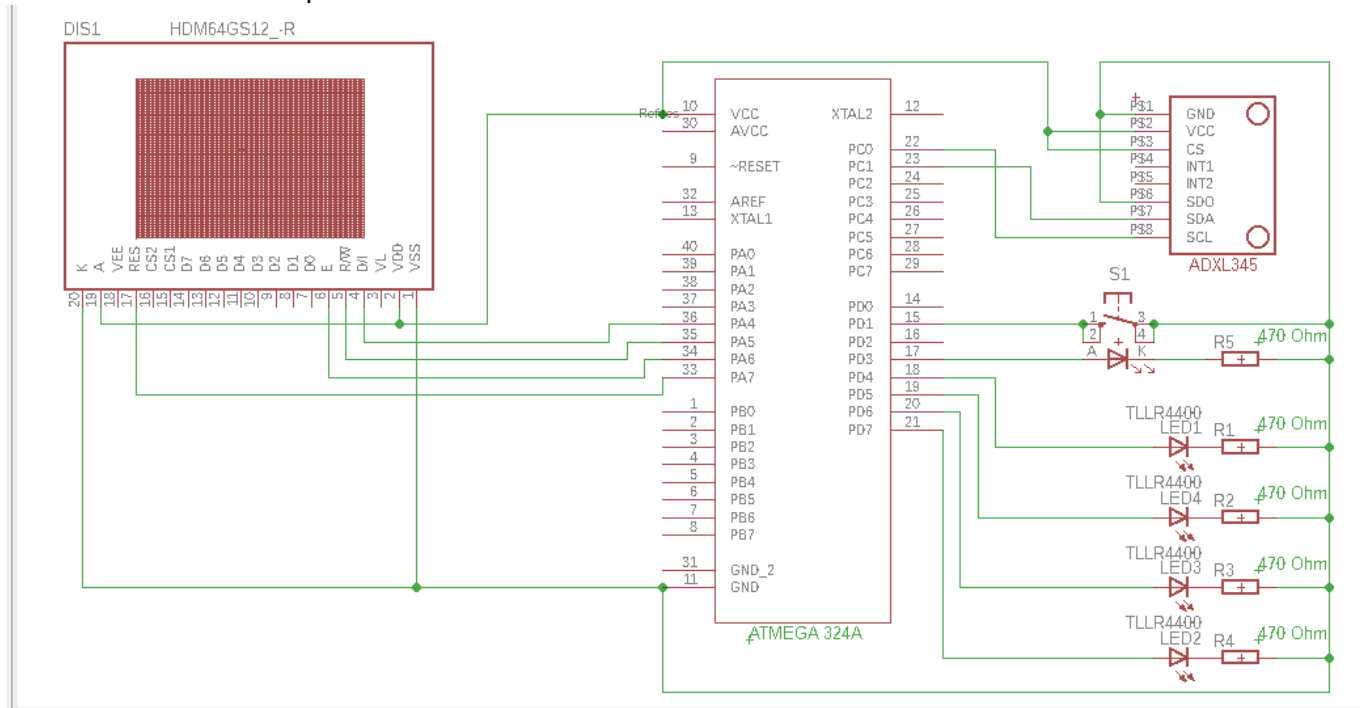 DIS1
HDM64GS12_-R
K
A
VEE
RES
CS2
CS1
D7
D6
D5
D4
D3
D2
D1
D0
E
R/W
D/I
VL
VDD
VSS
20
19
18
17
16
15
14
13
12
11
10
9
8
7
6
5
4
3
2
1
10 VCC
30 AVCC
9 ~RESET
32 AREF
13 XTAL1
40 PA0
39 PA1
38 PA2
37 PA3
36 PA4
35 PA5
34 PA6
33 PA7
1 PB0
2 PB1
3 PB2
4 PB3
5 PB4
6 PB5
7 PB6
8 PB7
31 GND_2
11 GND
XTAL2 12
PC0 22
PC1 23
PC2 24
PC3 25
PC4 26
PC5 27
PC6 28
PC7 29
PD0 14
PD1 15
PD2 16
PD3 17
PD4 18
PD5 19
PD6 20
PD7 21
ATMEGA 324A
PS1 GND
PS2 VCC
PS3 CS
PS4 INT1
PS5 INT2
PS6 SDO
PS7 SDA
PS8 SCL
ADXL345
S1
1 3
2 4
A K
R5 470 Ohm
TLLR4400
LED1 R1 470 Ohm
TLLR4400
LED4 R2 470 Ohm
TLLR4400
LED3 R3 470 Ohm
TLLR4400
LED2 R4 470 Ohm